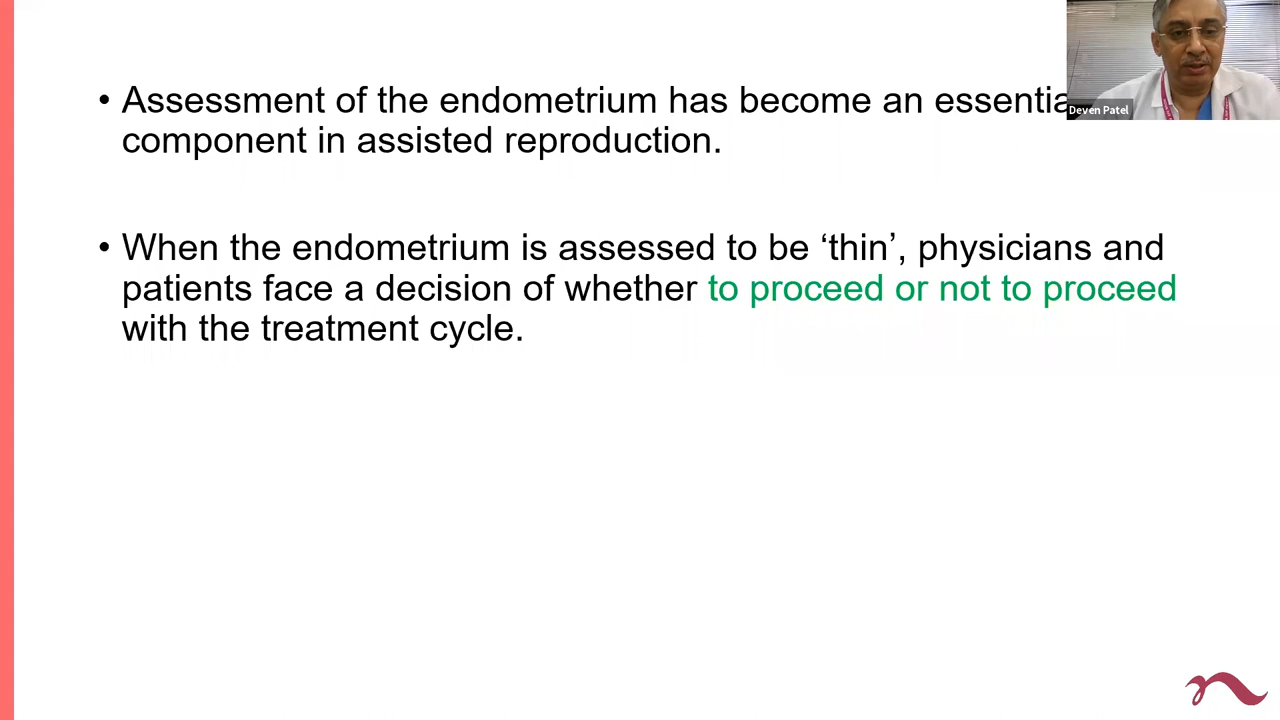 • Assessment of the endometrium has become an essentia
component in assisted reproduction.
• When the endometrium is assessed to be ‘thin’, physicians and
patients face a decision of whether to proceed or not to proceed
with the treatment cycle.
Deven Patel